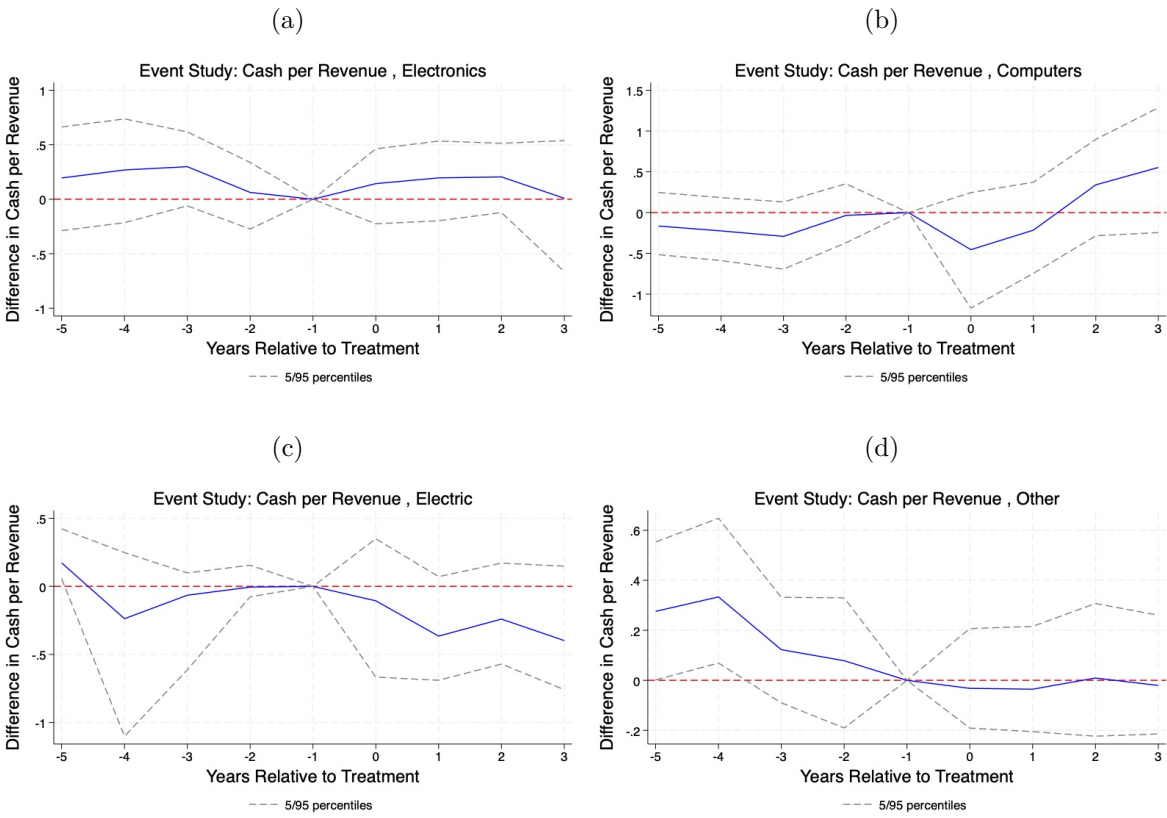 (a)
Event Study: Cash per Revenue , Electronics
Difference in Cash per Revenue
1
.5
0
-.5
-1
-5 -4 -3 -2 -1 0 1 2 3
Years Relative to Treatment
5/95 percentiles
(b)
Event Study: Cash per Revenue , Computers
Difference in Cash per Revenue
1.5
1
.5
0
-.5
-1
-5 -4 -3 -2 -1 0 1 2 3
Years Relative to Treatment
5/95 percentiles
(c)
Event Study: Cash per Revenue , Electric
Difference in Cash per Revenue
.5
0
-.5
-1
-5 -4 -3 -2 -1 0 1 2 3
Years Relative to Treatment
5/95 percentiles
(d)
Event Study: Cash per Revenue , Other
Difference in Cash per Revenue
.6
.4
.2
0
-.2
-5 -4 -3 -2 -1 0 1 2 3
Years Relative to Treatment
5/95 percentiles